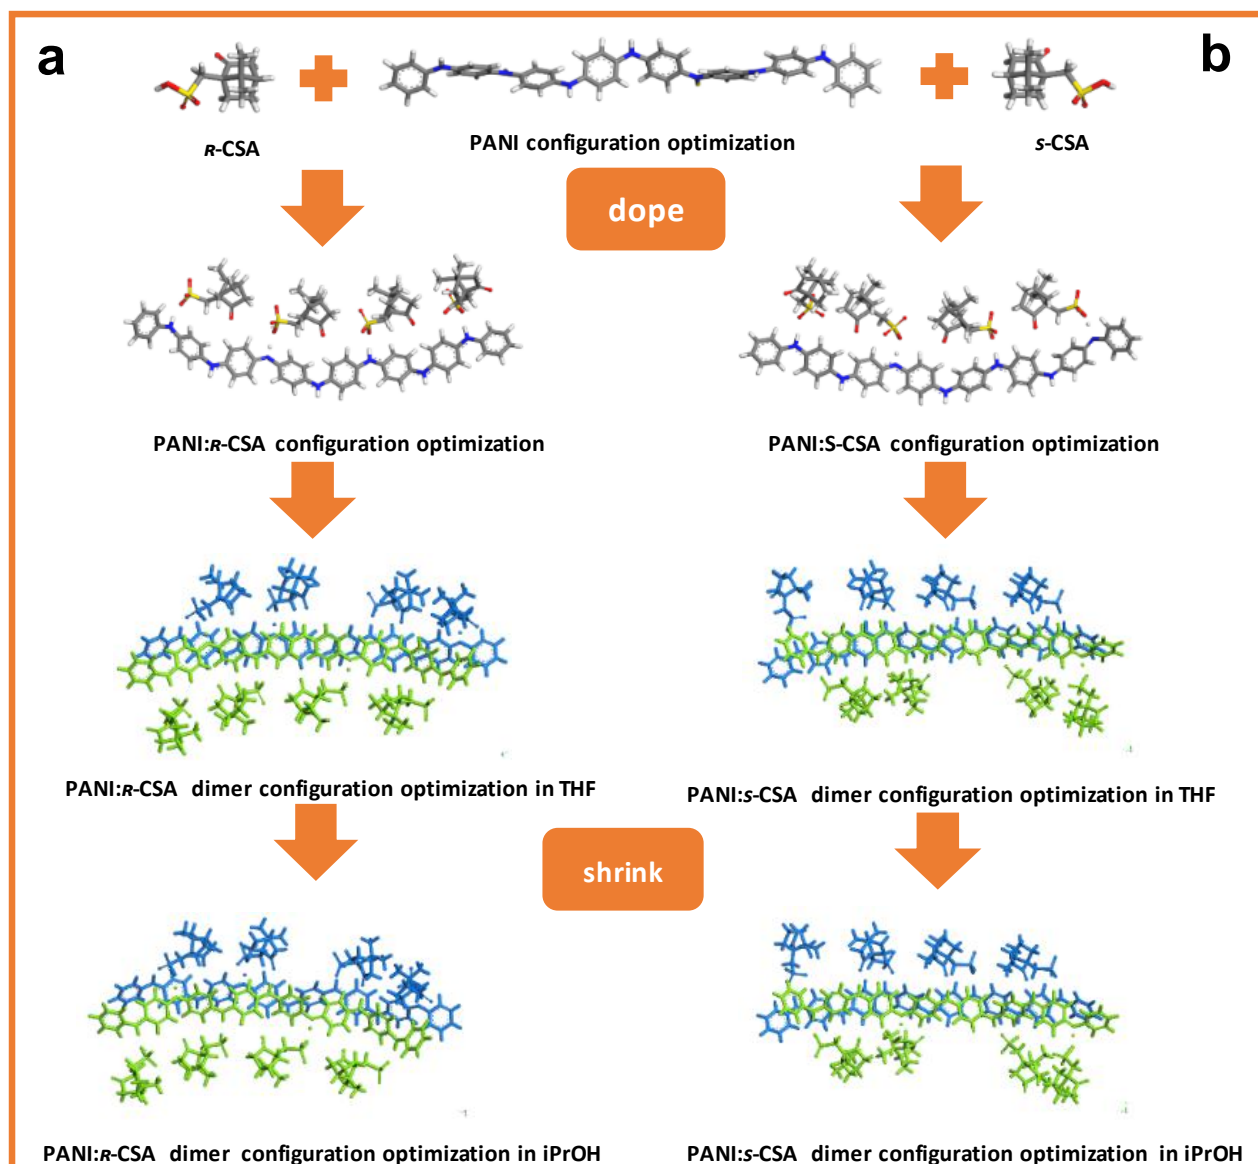 a
b
R-CSA
PANI configuration optimization
s-CSA
dope
PANI:R-CSA configuration optimization
PANI:S-CSA configuration optimization
PANI:R-CSA dimer configuration optimization in THF
PANI:s-CSA dimer configuration optimization in THF
shrink
PANI:R-CSA dimer configuration optimization in iPrOH
PANI:s-CSA dimer configuration optimization in iPrOH